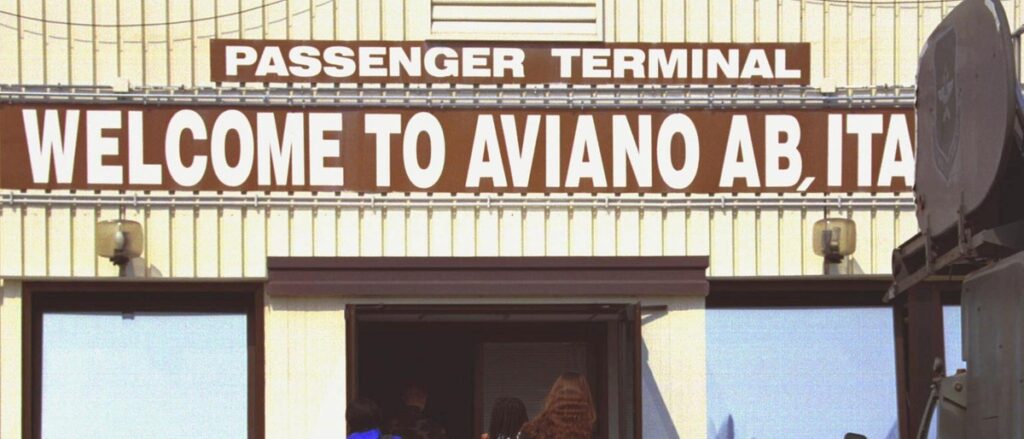 PASSENGER TERMINAL
WELCOME TO AVIANO AB, ITA